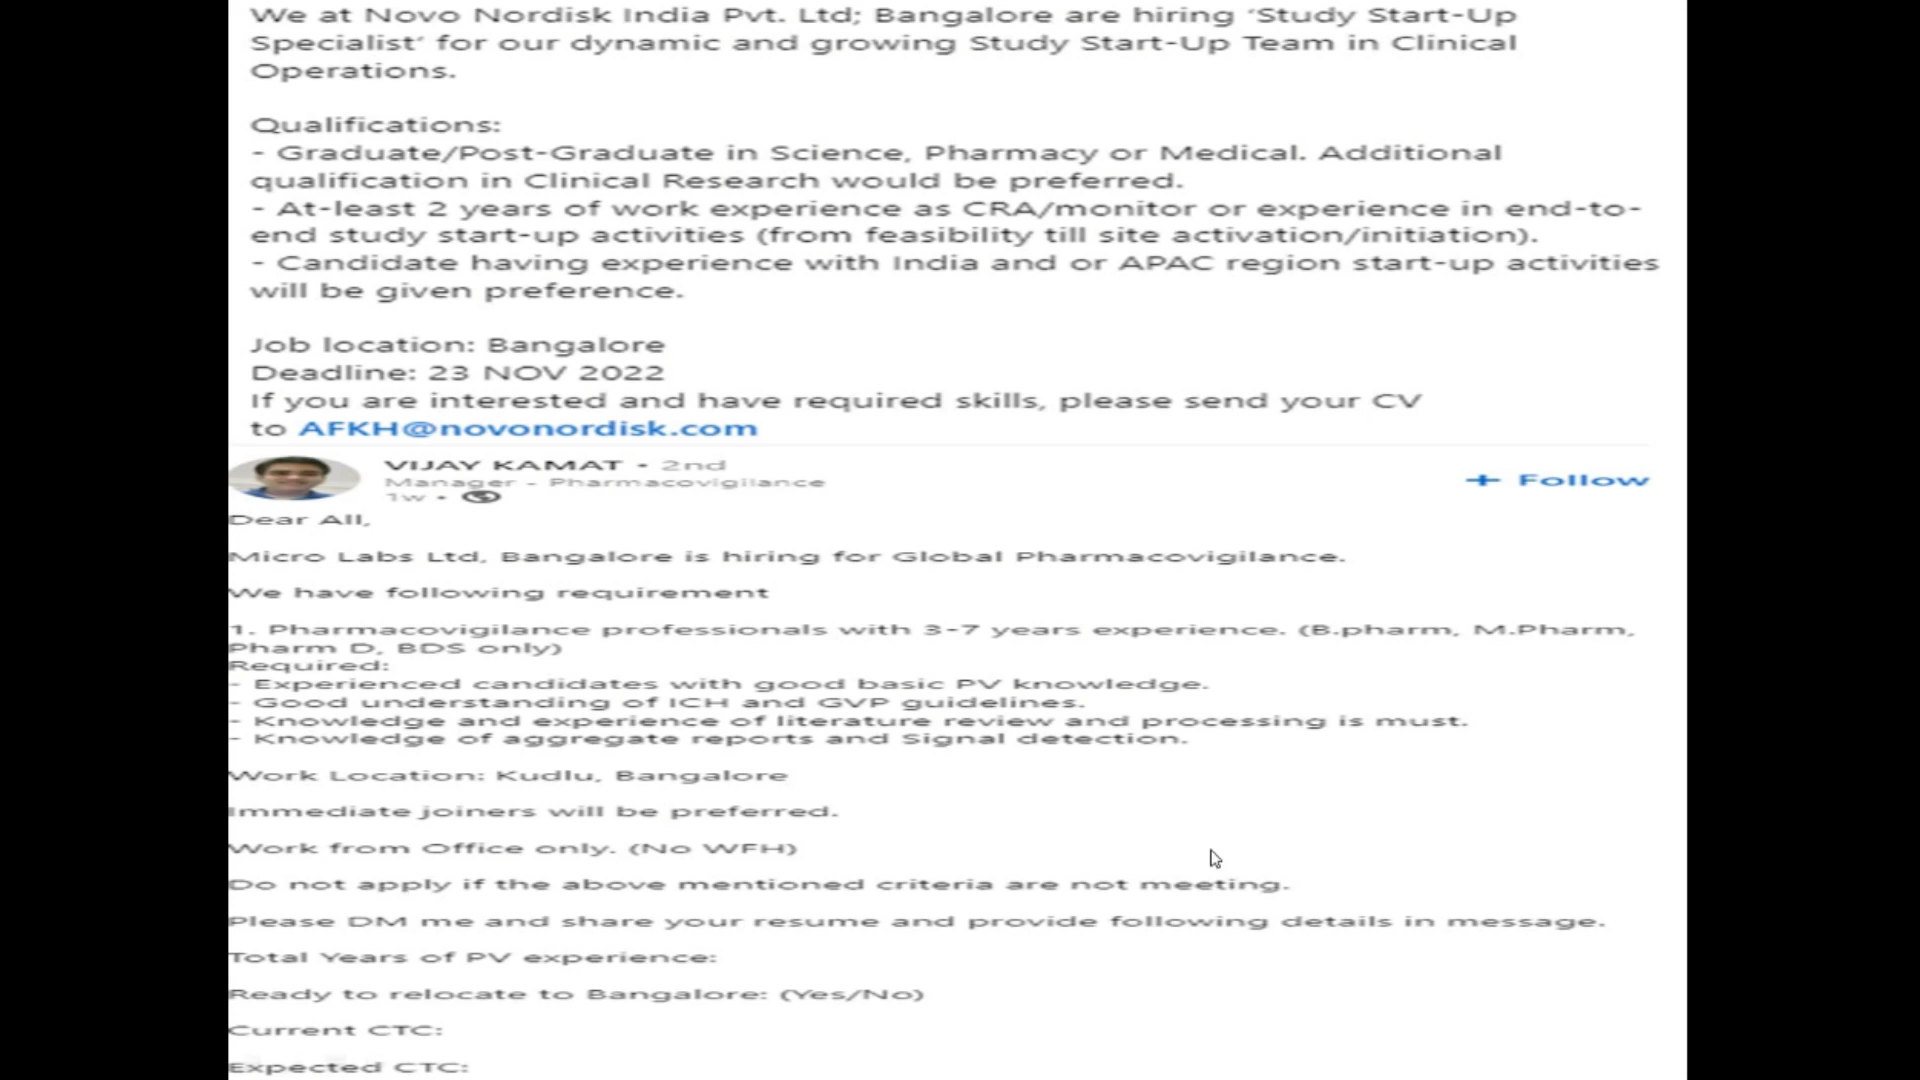 We at Novo Nordisk India Pvt. Ltd; Bangalore are hiring ‘Study Start-Up
Specialist’ for our dynamic and growing Study Start-Up Team in Clinical
Operations.
Qualifications:
- Graduate/Post-Graduate in Science, Pharmacy or Medical. Additional
qualification in Clinical Research would be preferred.
- At-least 2 years of work experience as CRA/monitor or experience in end-to-
end study start-up activities (from feasibility till site activation/initiation).
- Candidate having experience with India and or APAC region start-up activities
will be given preference.
Job location: Bangalore
Deadline: 23 NOV 2022
If you are interested and have required skills, please send your CV
to AFKH@novonordisk.com
VIJAY KAMAT • 2nd
Manager - Pharmacovigilance
1w •
+ Follow
Dear All,
Micro Labs Ltd, Bangalore is hiring for Global Pharmacovigilance.
We have following requirement
1. Pharmacovigilance professionals with 3-7 years experience. (B.pharm, M.Pharm,
Pharm D, BDS only)
Required:
- Experienced candidates with good basic PV knowledge.
- Good understanding of ICH and GVP guidelines.
- Knowledge and experience of literature review and processing is must.
- Knowledge of aggregate reports and Signal detection.
Work Location: Kudlu, Bangalore
Immediate joiners will be preferred.
Work from Office only. (No WFH)
Do not apply if the above mentioned criteria are not meeting.
Please DM me and share your resume and provide following details in message.
Total Years of PV experience:
Ready to relocate to Bangalore: (Yes/No)
Current CTC:
Expected CTC: